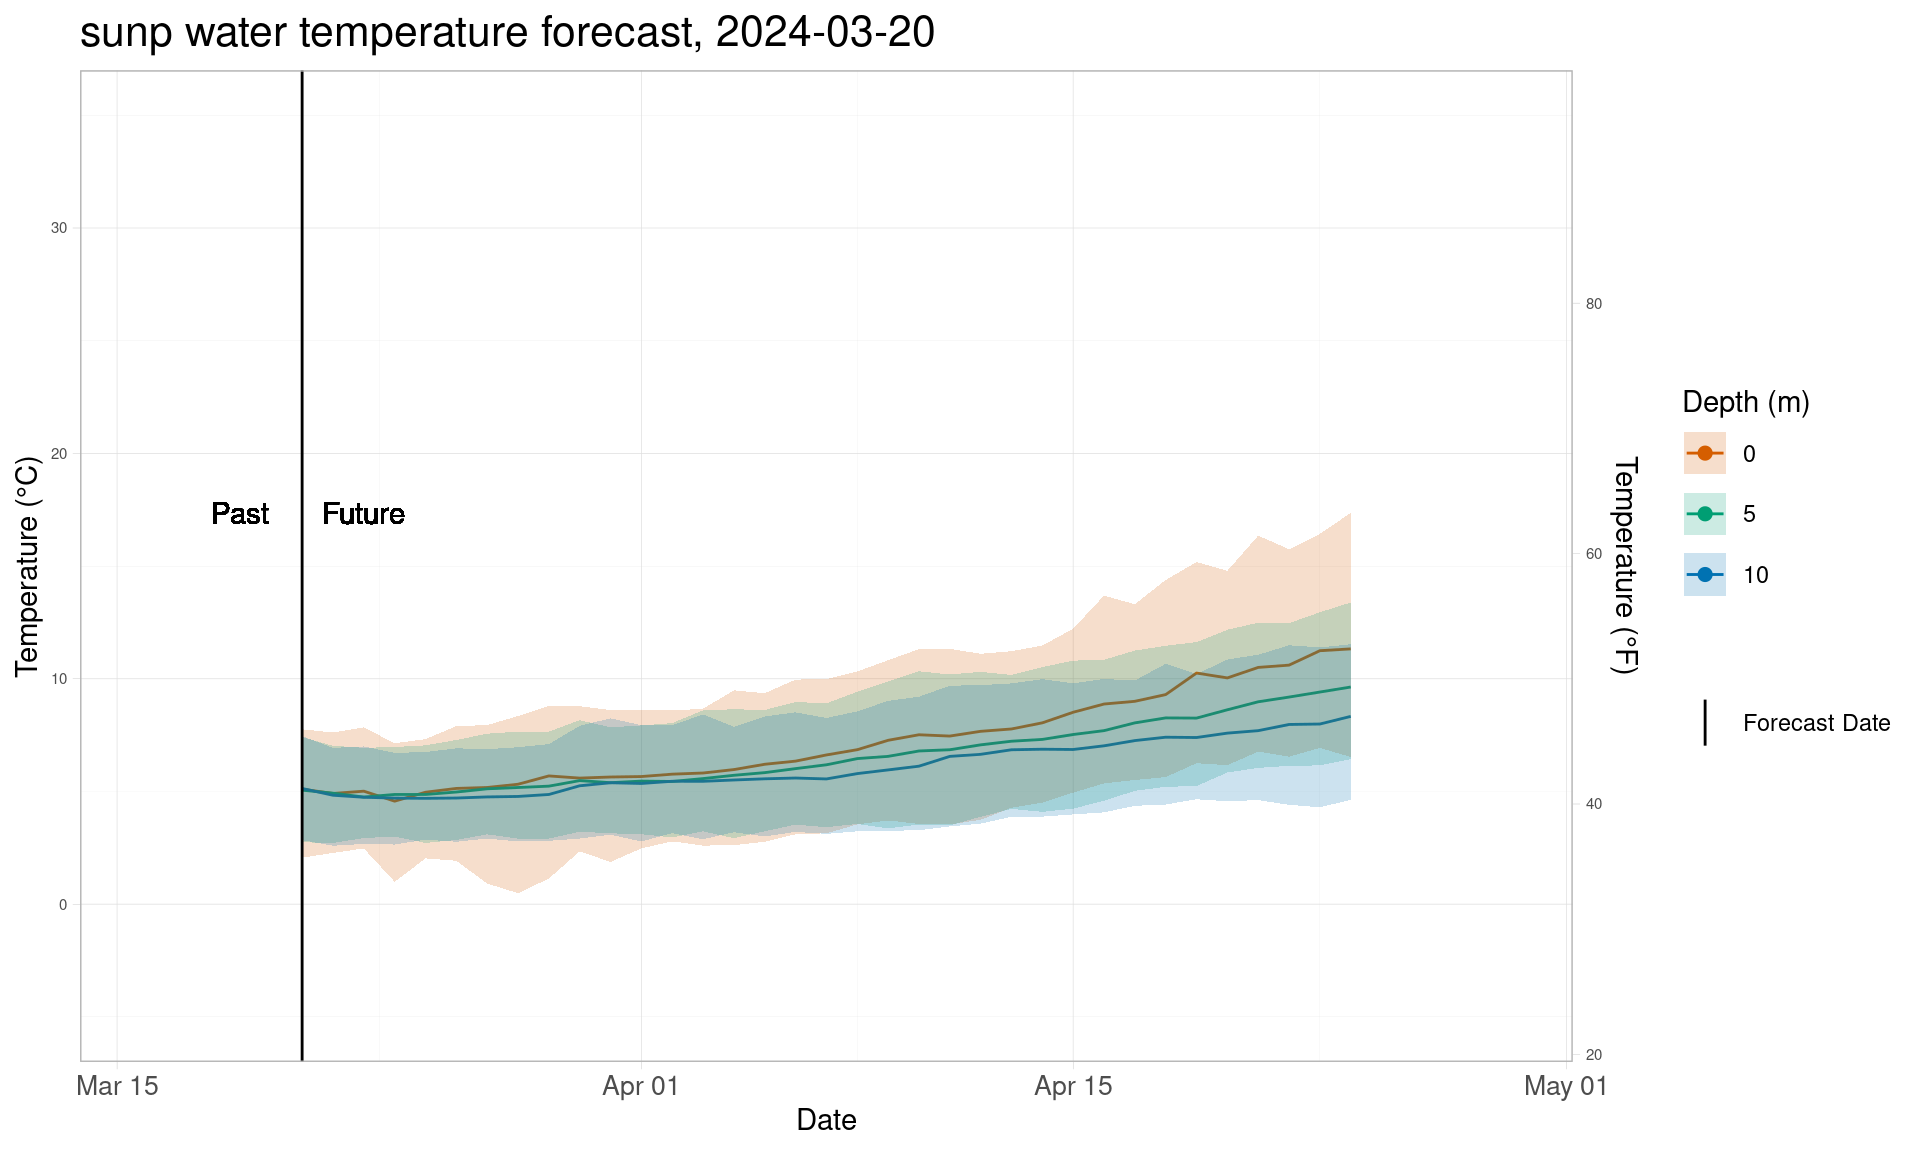 sunp water temperature forecast, 2024-03-20
Temperature (°C)
30
20
10
0
Past
Future
Mar 15
Apr 01
Apr 15
May 01
Date
80
60
40
20
Temperature (°F)
Depth (m)
0
5
10
Forecast Date